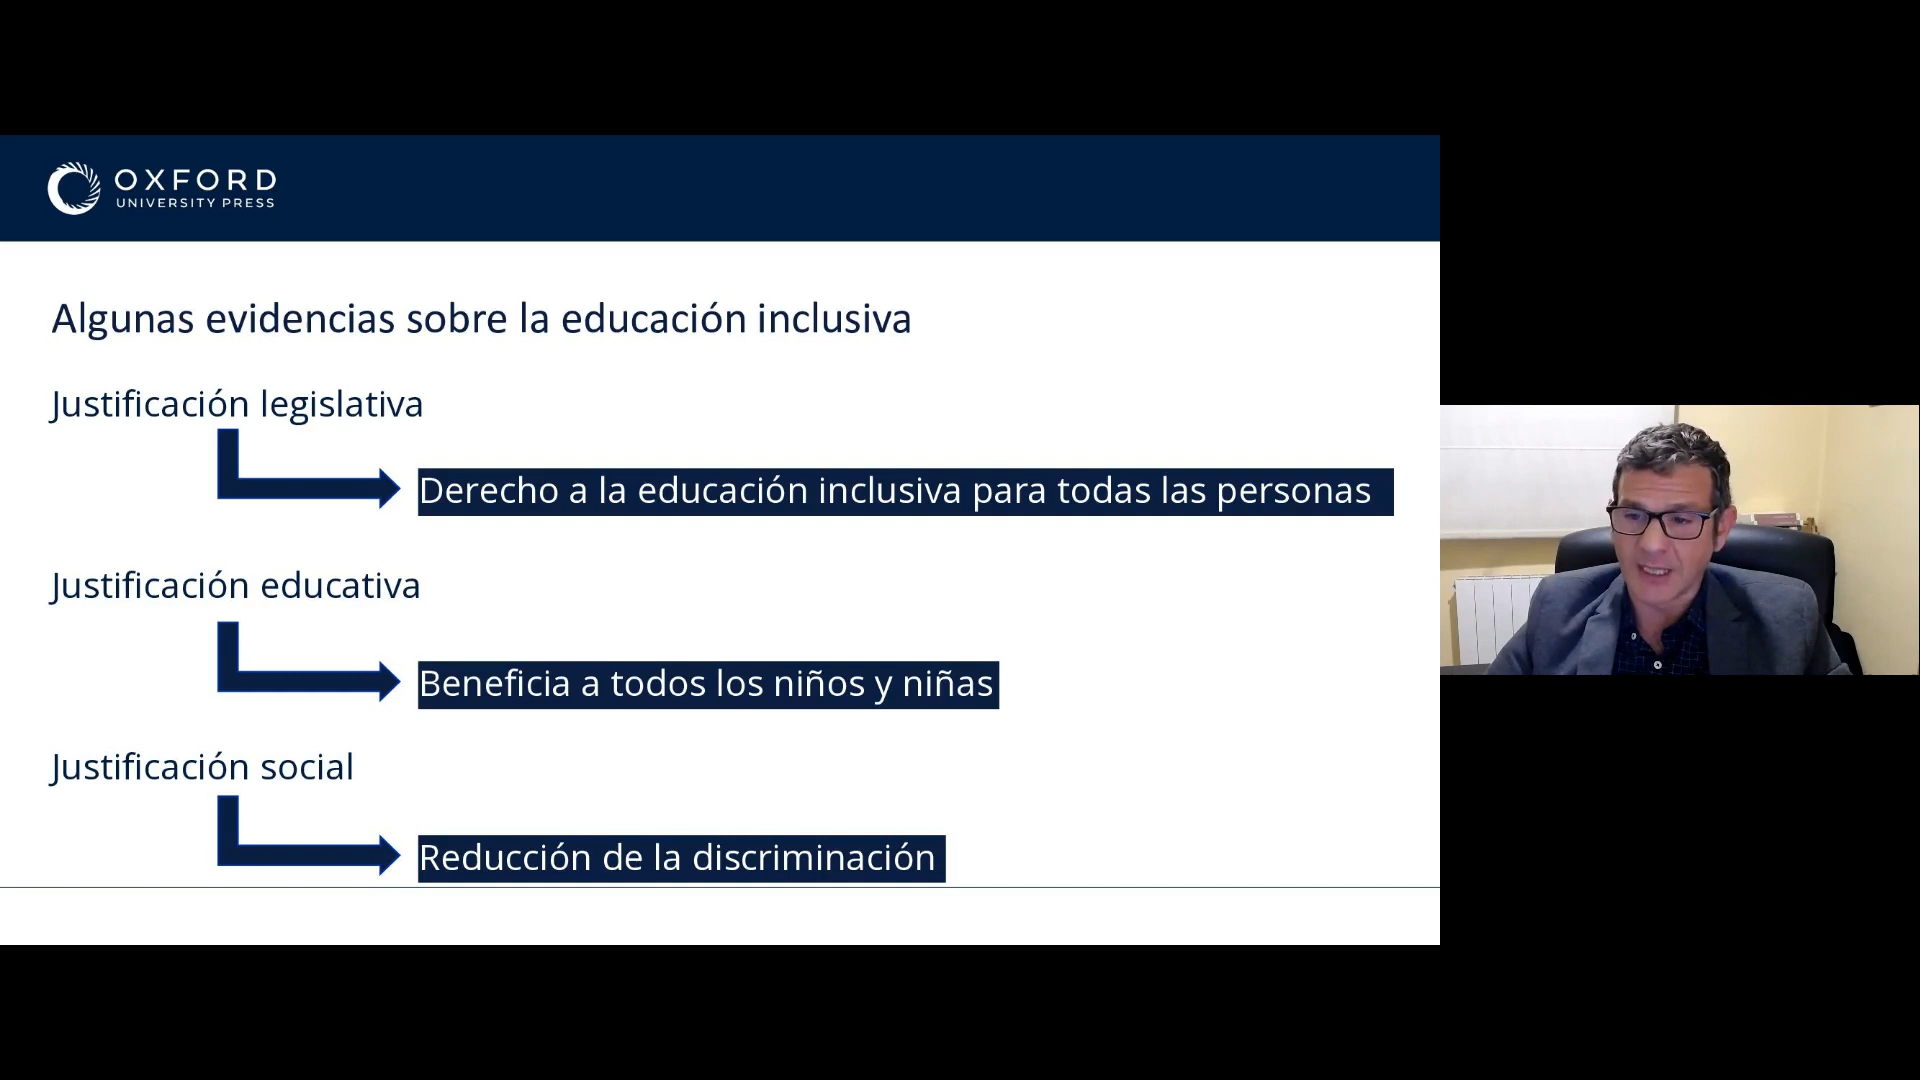 OXFORD
UNIVERSITY PRESS
Algunas evidencias sobre la educación inclusiva
Justificación legislativa
Derecho a la educación inclusiva para todas las personas
Justificación educativa
Beneficia a todos los niños y niñas
Justificación social
Reducción de la discriminación